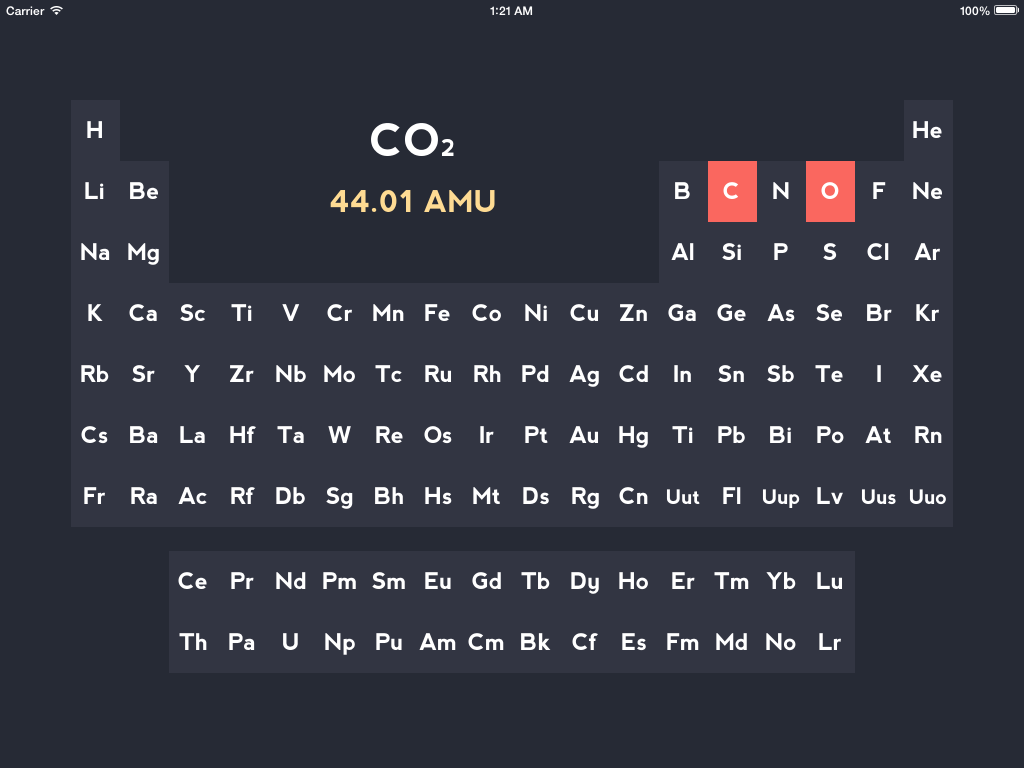 Carrier 1:21 AM 100%
CO₂
44.01 AMU
H He
Li Be B C N O F Ne
Na Mg Al Si P S Cl Ar
K Ca Sc Ti V Cr Mn Fe Co Ni Cu Zn Ga Ge As Se Br Kr
Rb Sr Y Zr Nb Mo Tc Ru Rh Pd Ag Cd In Sn Sb Te I Xe
Cs Ba La Hf Ta W Re Os Ir Pt Au Hg Ti Pb Bi Po At Rn
Fr Ra Ac Rf Db Sg Bh Hs Mt Ds Rg Cn Uut Fl Uup Lv Uus Uuo
Ce Pr Nd Pm Sm Eu Gd Tb Dy Ho Er Tm Yb Lu
Th Pa U Np Pu Am Cm Bk Cf Es Fm Md No Lr